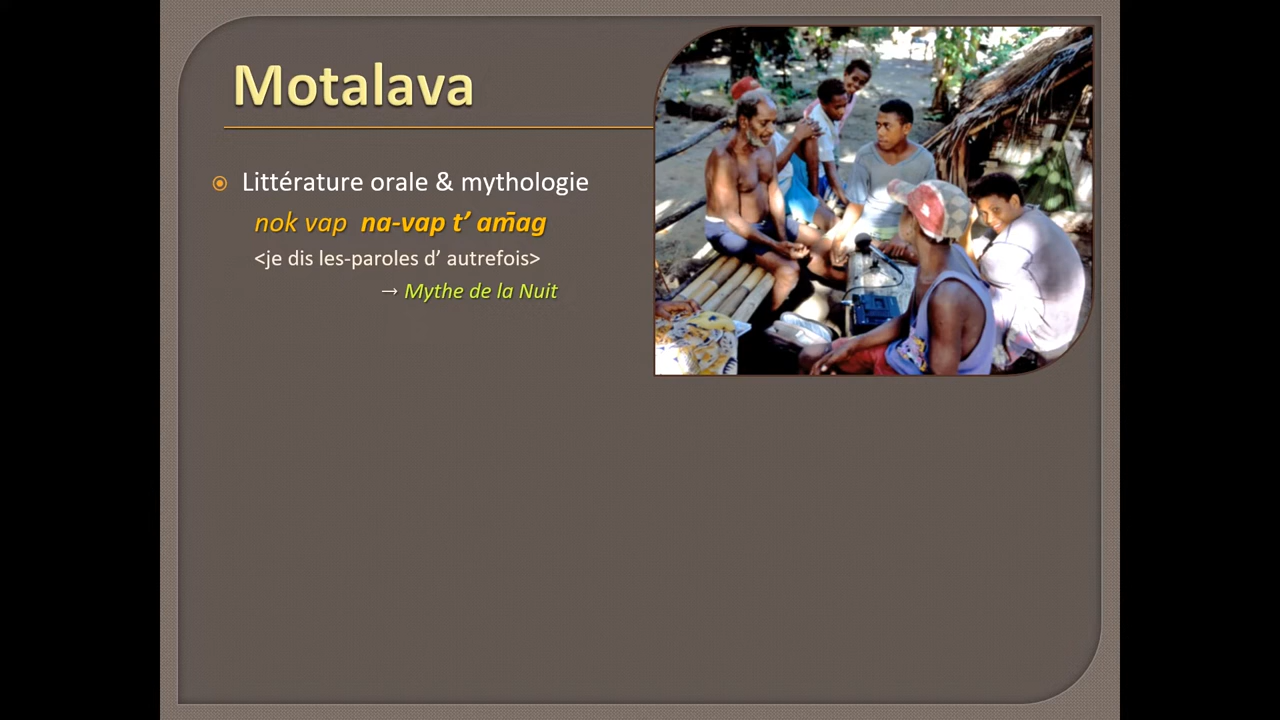 Motalava
Littérature orale & mythologie
nok vap na-vap t’ am̄ag
<je dis les-paroles d’ autrefois>
→ Mythe de la Nuit